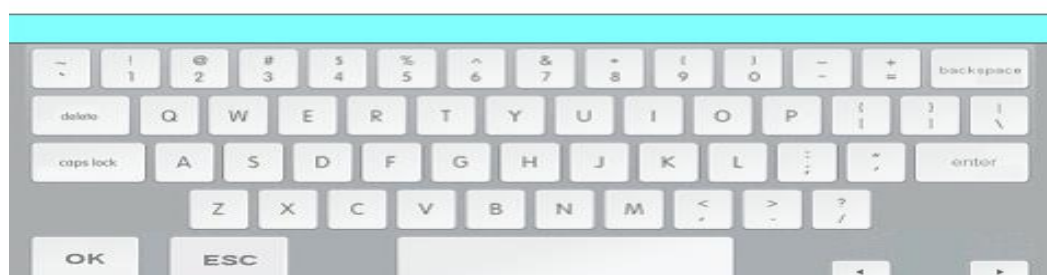 ~ ` ! 1 @ 2 # 3 $ 4 % 5 ^ 6 & 7 * 8 ( 9 ) 0 - - + = backspace
delete Q W E R T Y U I O P { [ } ] | \
caps lock A S D F G H J K L : ; " ' enter
Z X C V B N M < , > . ? /
OK ESC